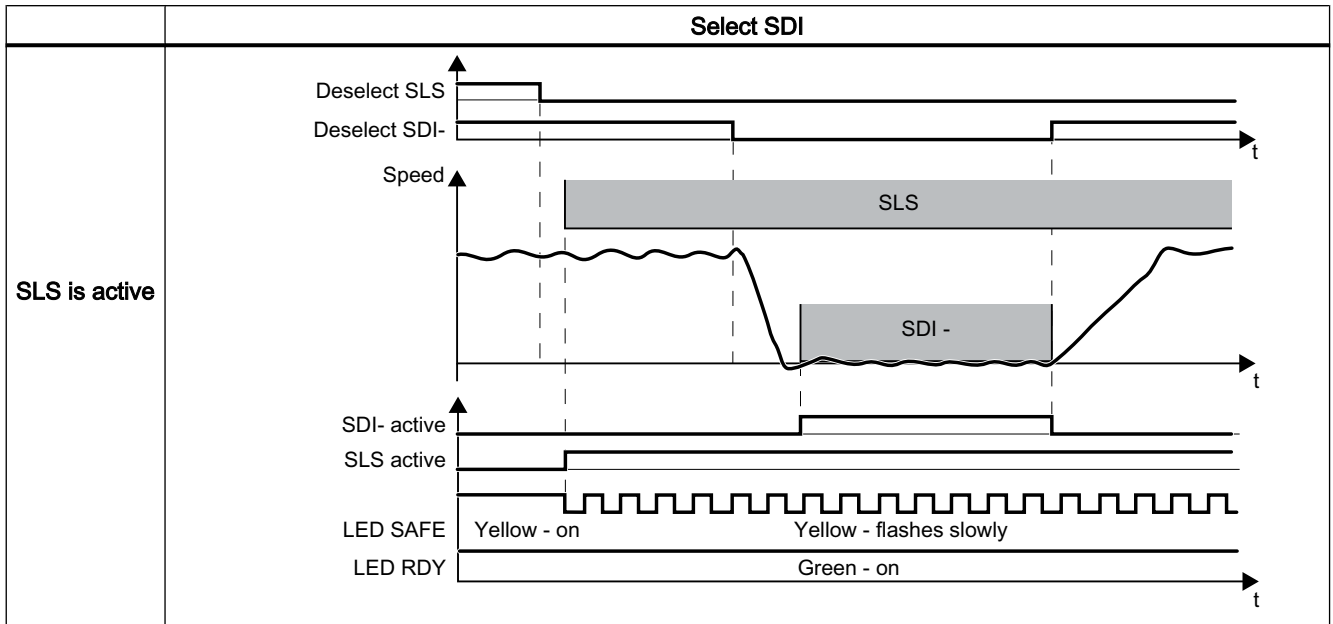 Select SDI
SLS is active
Deselect SLS
Deselect SDI-
t
Speed
SLS
SDI -
t
SDI- active
SLS active
LED SAFE
Yellow - on
Yellow - flashes slowly
LED RDY
Green - on
t